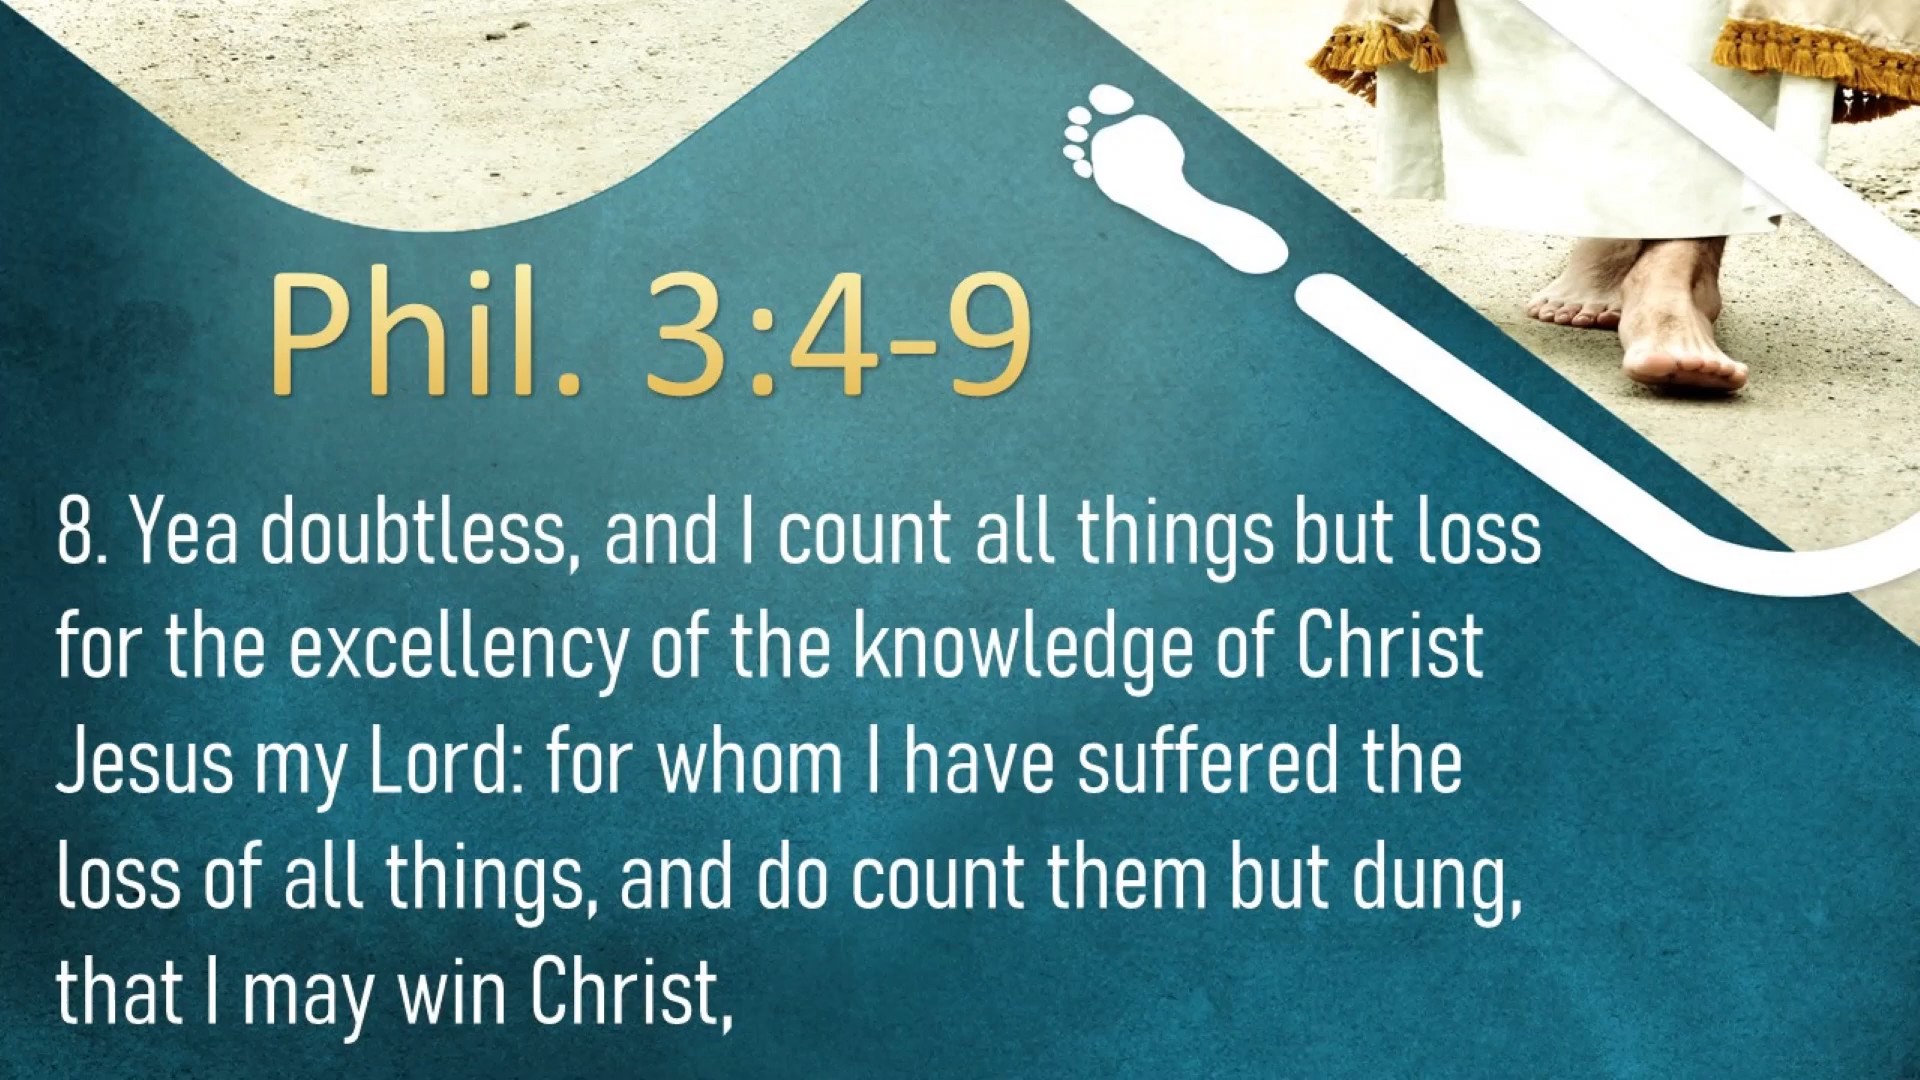 Phil. 3:4-9
8. Yea doubtless, and I count all things but loss
for the excellency of the knowledge of Christ
Jesus my Lord: for whom I have suffered the
loss of all things, and do count them but dung,
that I may win Christ,